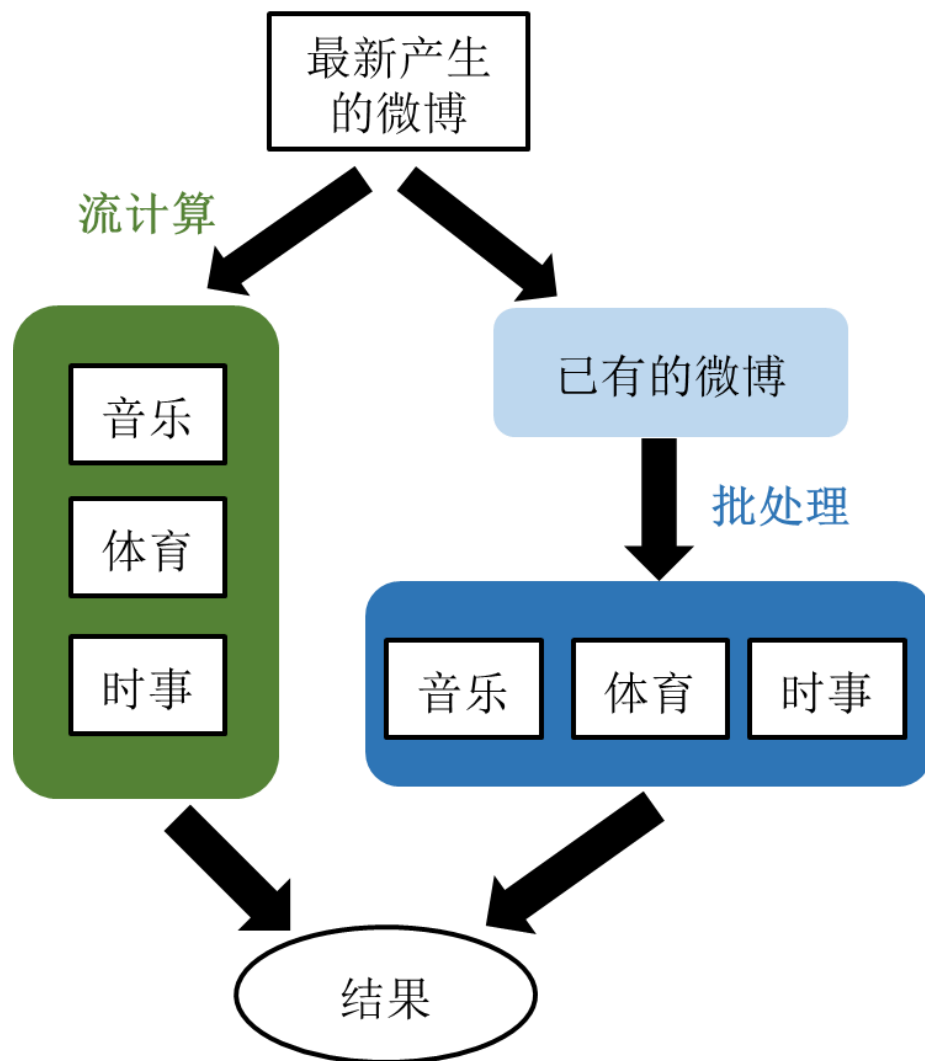 最新产生
的微博
流计算
已有的微博
音乐
体育
时事
批处理
音乐
体育
时事
结果